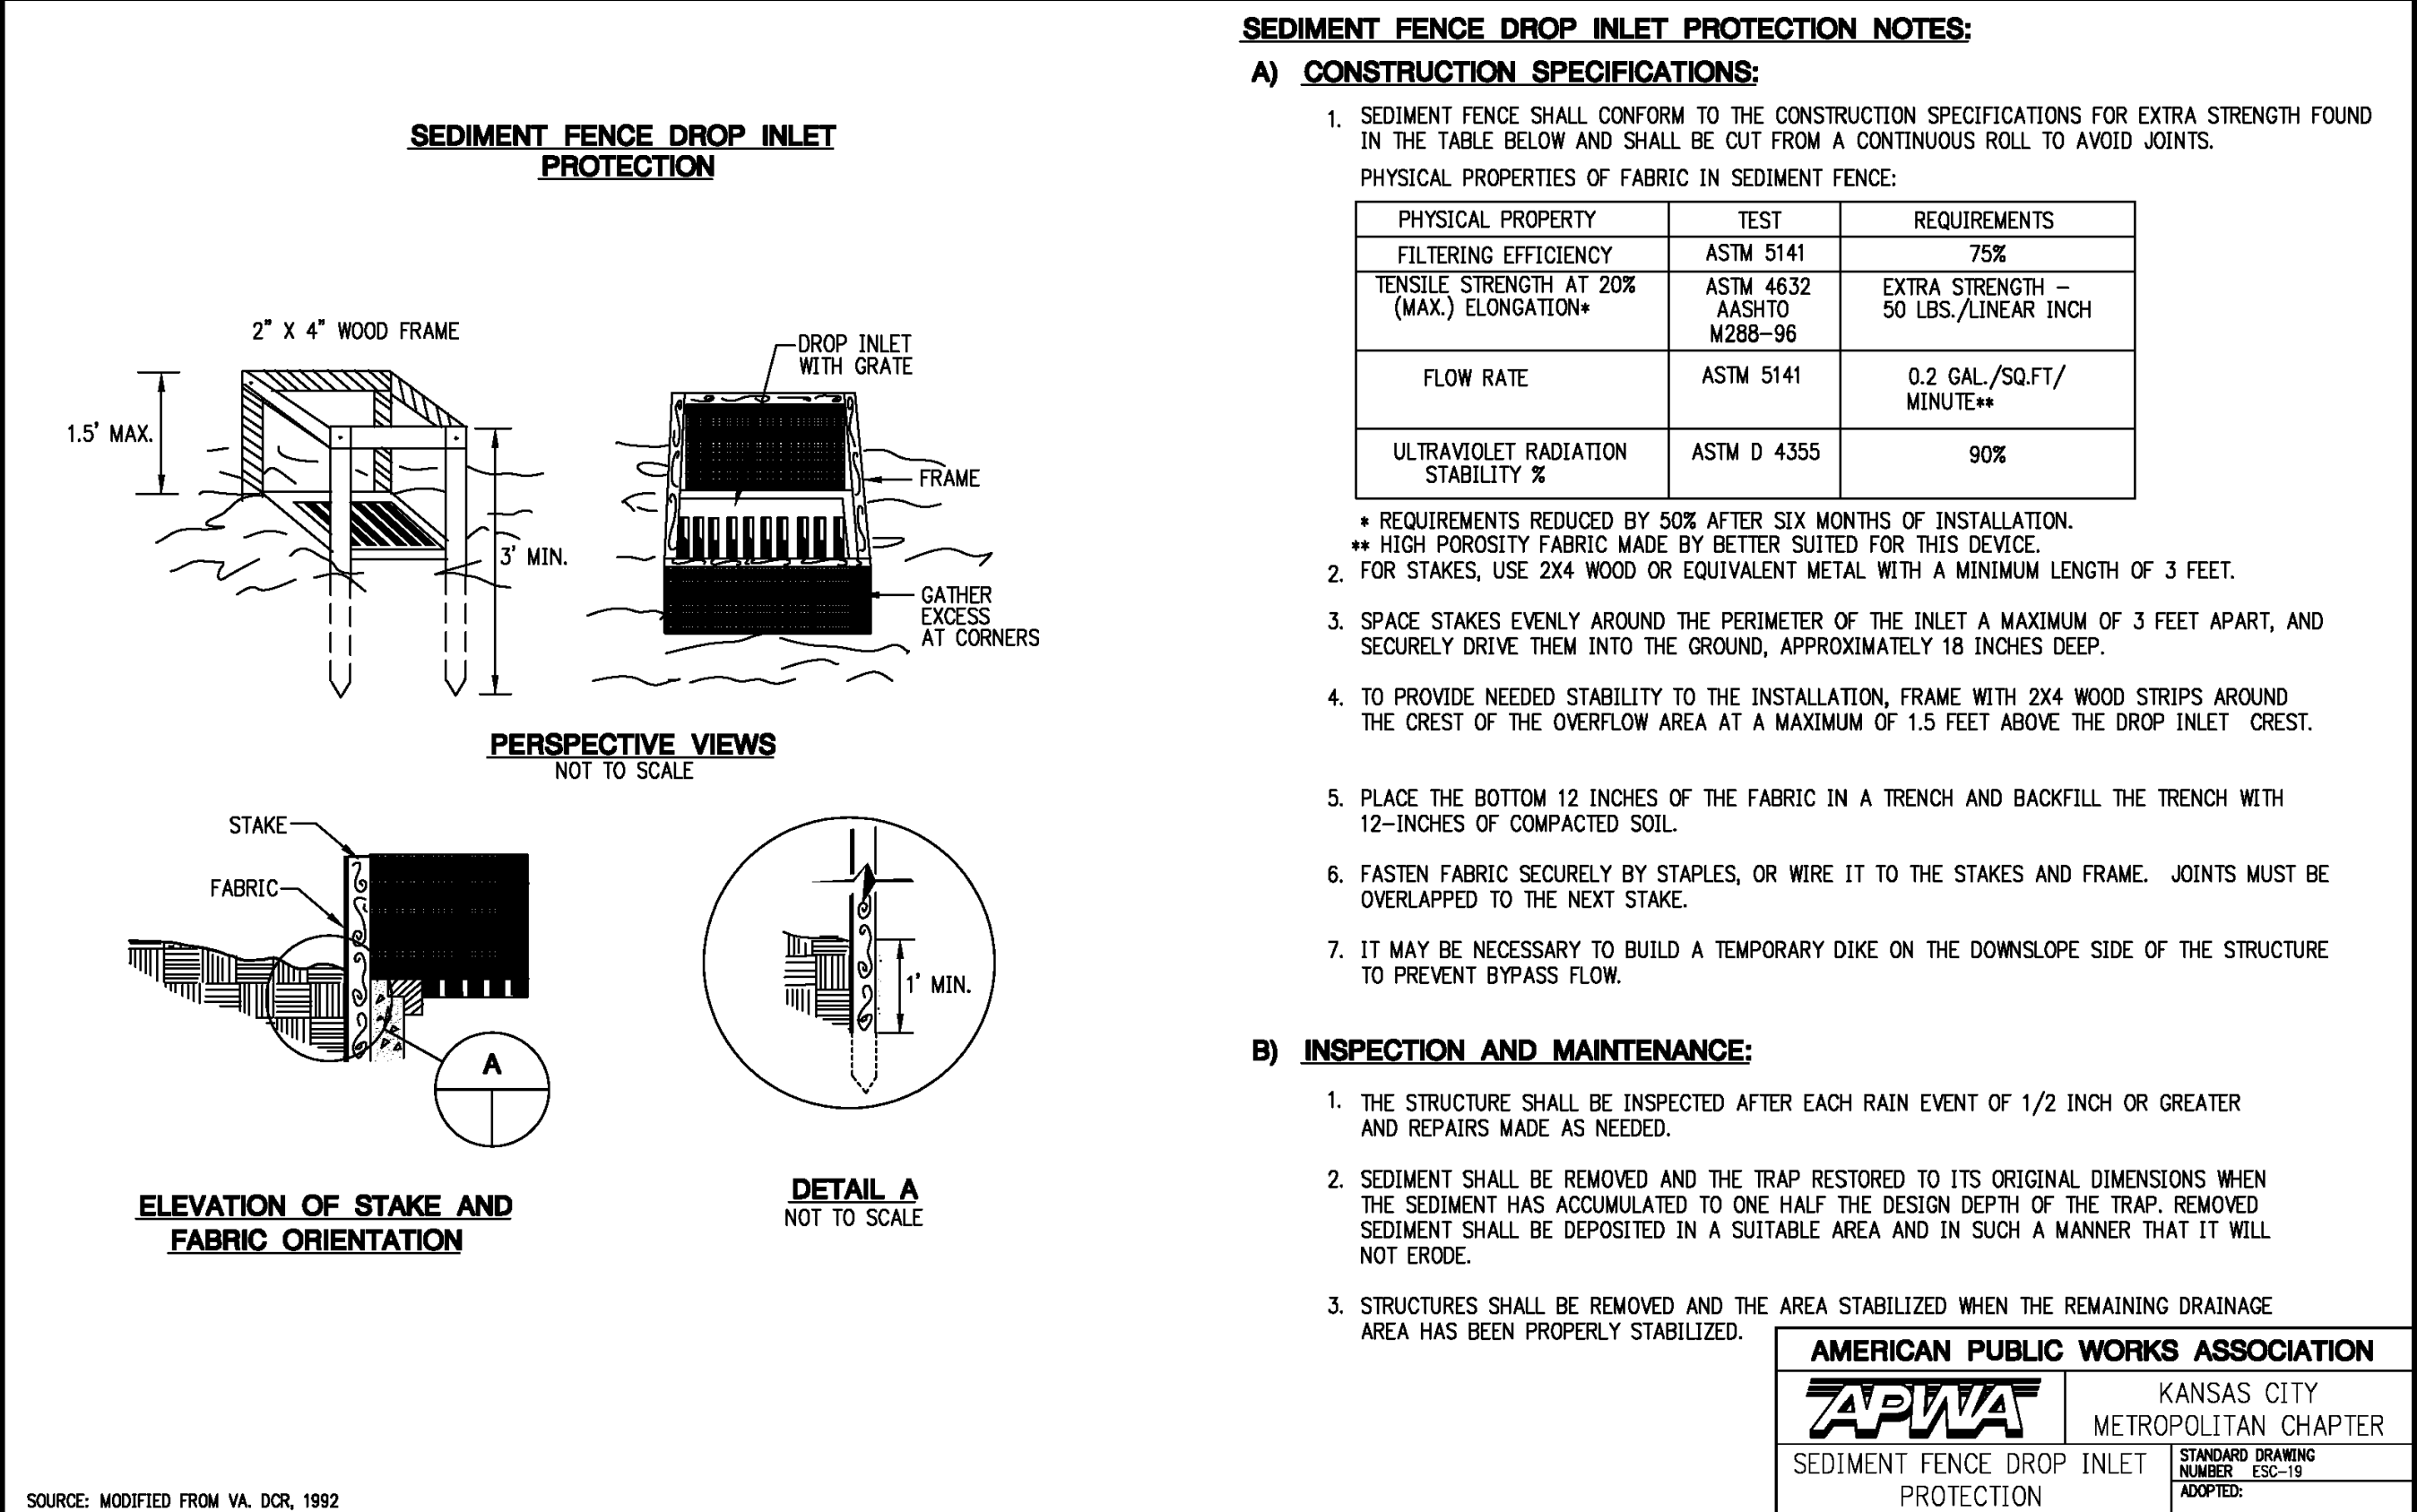 SEDIMENT FENCE DROP INLET
PROTECTION
2" X 4" WOOD FRAME
1.5' MAX.
3' MIN.
DROP INLET
WITH GRATE
FRAME
GATHER
EXCESS
AT CORNERS
PERSPECTIVE VIEWS
NOT TO SCALE
STAKE
FABRIC
A
ELEVATION OF STAKE AND
FABRIC ORIENTATION
1' MIN.
DETAIL A
NOT TO SCALE
SOURCE: MODIFIED FROM VA. DCR, 1992
SEDIMENT FENCE DROP INLET PROTECTION NOTES:
A) CONSTRUCTION SPECIFICATIONS:
1. SEDIMENT FENCE SHALL CONFORM TO THE CONSTRUCTION SPECIFICATIONS FOR EXTRA STRENGTH FOUND
IN THE TABLE BELOW AND SHALL BE CUT FROM A CONTINUOUS ROLL TO AVOID JOINTS.
PHYSICAL PROPERTIES OF FABRIC IN SEDIMENT FENCE:
PHYSICAL PROPERTY TEST REQUIREMENTS
FILTERING EFFICIENCY ASTM 5141 75%
TENSILE STRENGTH AT 20% ASTM 4632 EXTRA STRENGTH –
(MAX.) ELONGATION* AASHTO 50 LBS./LINEAR INCH
M288–96
FLOW RATE ASTM 5141 0.2 GAL./SQ.FT/
MINUTE**
ULTRAVIOLET RADIATION ASTM D 4355 90%
STABILITY %
* REQUIREMENTS REDUCED BY 50% AFTER SIX MONTHS OF INSTALLATION.
** HIGH POROSITY FABRIC MADE BY BETTER SUITED FOR THIS DEVICE.
2. FOR STAKES, USE 2X4 WOOD OR EQUIVALENT METAL WITH A MINIMUM LENGTH OF 3 FEET.
3. SPACE STAKES EVENLY AROUND THE PERIMETER OF THE INLET A MAXIMUM OF 3 FEET APART, AND
SECURELY DRIVE THEM INTO THE GROUND, APPROXIMATELY 18 INCHES DEEP.
4. TO PROVIDE NEEDED STABILITY TO THE INSTALLATION, FRAME WITH 2X4 WOOD STRIPS AROUND
THE CREST OF THE OVERFLOW AREA AT A MAXIMUM OF 1.5 FEET ABOVE THE DROP INLET CREST.
5. PLACE THE BOTTOM 12 INCHES OF THE FABRIC IN A TRENCH AND BACKFILL THE TRENCH WITH
12–INCHES OF COMPACTED SOIL.
6. FASTEN FABRIC SECURELY BY STAPLES, OR WIRE IT TO THE STAKES AND FRAME. JOINTS MUST BE
OVERLAPPED TO THE NEXT STAKE.
7. IT MAY BE NECESSARY TO BUILD A TEMPORARY DIKE ON THE DOWNSLOPE SIDE OF THE STRUCTURE
TO PREVENT BYPASS FLOW.
B) INSPECTION AND MAINTENANCE:
1. THE STRUCTURE SHALL BE INSPECTED AFTER EACH RAIN EVENT OF 1/2 INCH OR GREATER
AND REPAIRS MADE AS NEEDED.
2. SEDIMENT SHALL BE REMOVED AND THE TRAP RESTORED TO ITS ORIGINAL DIMENSIONS WHEN
THE SEDIMENT HAS ACCUMULATED TO ONE HALF THE DESIGN DEPTH OF THE TRAP. REMOVED
SEDIMENT SHALL BE DEPOSITED IN A SUITABLE AREA AND IN SUCH A MANNER THAT IT WILL
NOT ERODE.
3. STRUCTURES SHALL BE REMOVED AND THE AREA STABILIZED WHEN THE REMAINING DRAINAGE
AREA HAS BEEN PROPERLY STABILIZED.
AMERICAN PUBLIC WORKS ASSOCIATION
APWA
KANSAS CITY
METROPOLITAN CHAPTER
SEDIMENT FENCE DROP INLET
PROTECTION
STANDARD DRAWING
NUMBER ESC–19
ADOPTED: